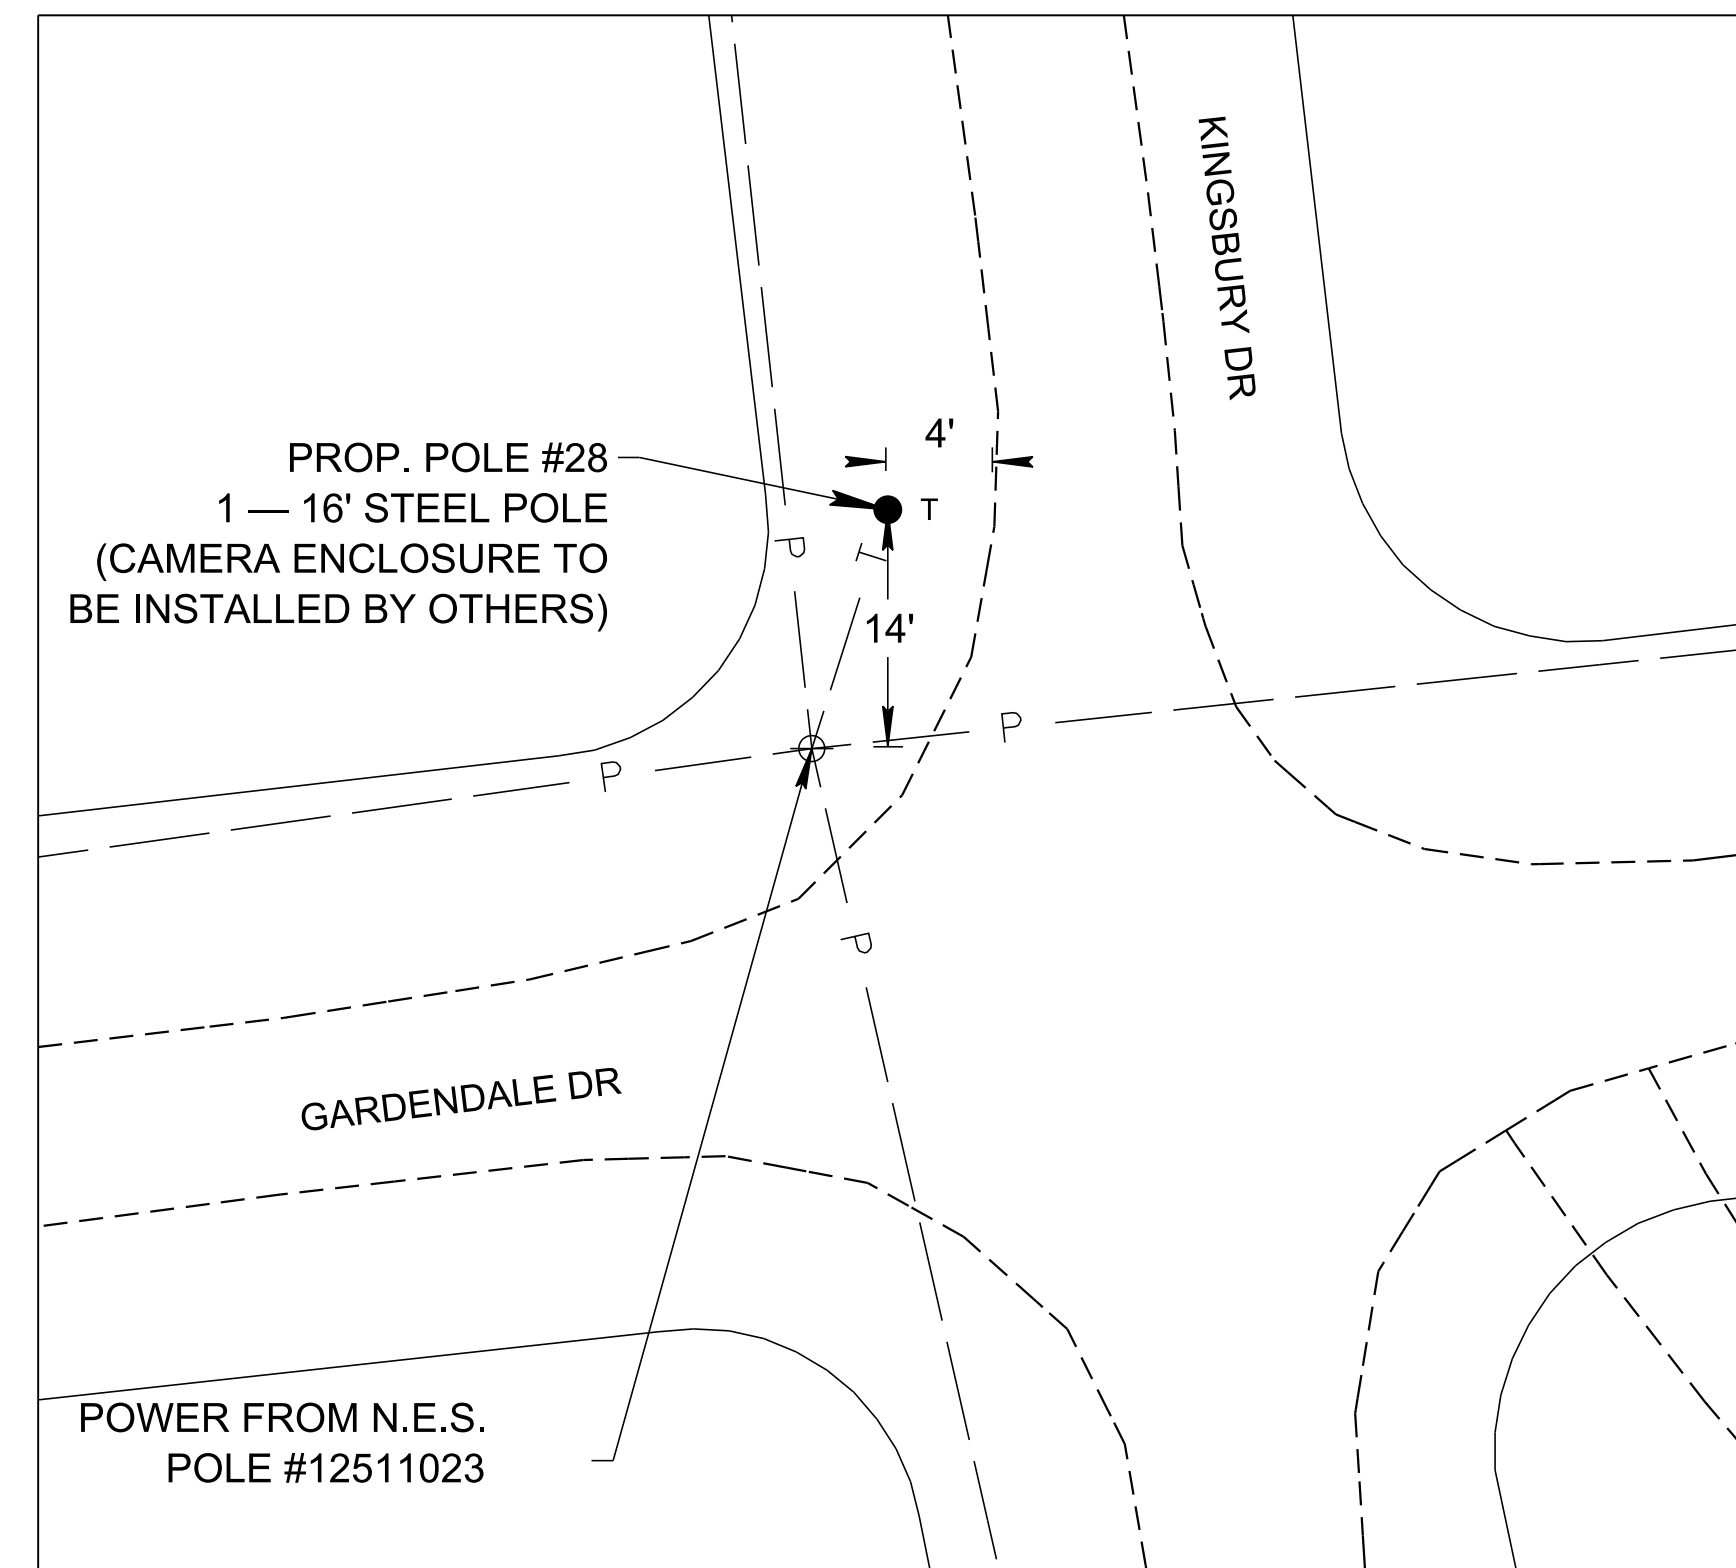 KINGSBURY DR
4'
PROP. POLE #28
1 — 16' STEEL POLE
(CAMERA ENCLOSURE TO
BE INSTALLED BY OTHERS)
T
P
T
14'
P
P
P
GARDENDALE DR
POWER FROM N.E.S.
POLE #12511023